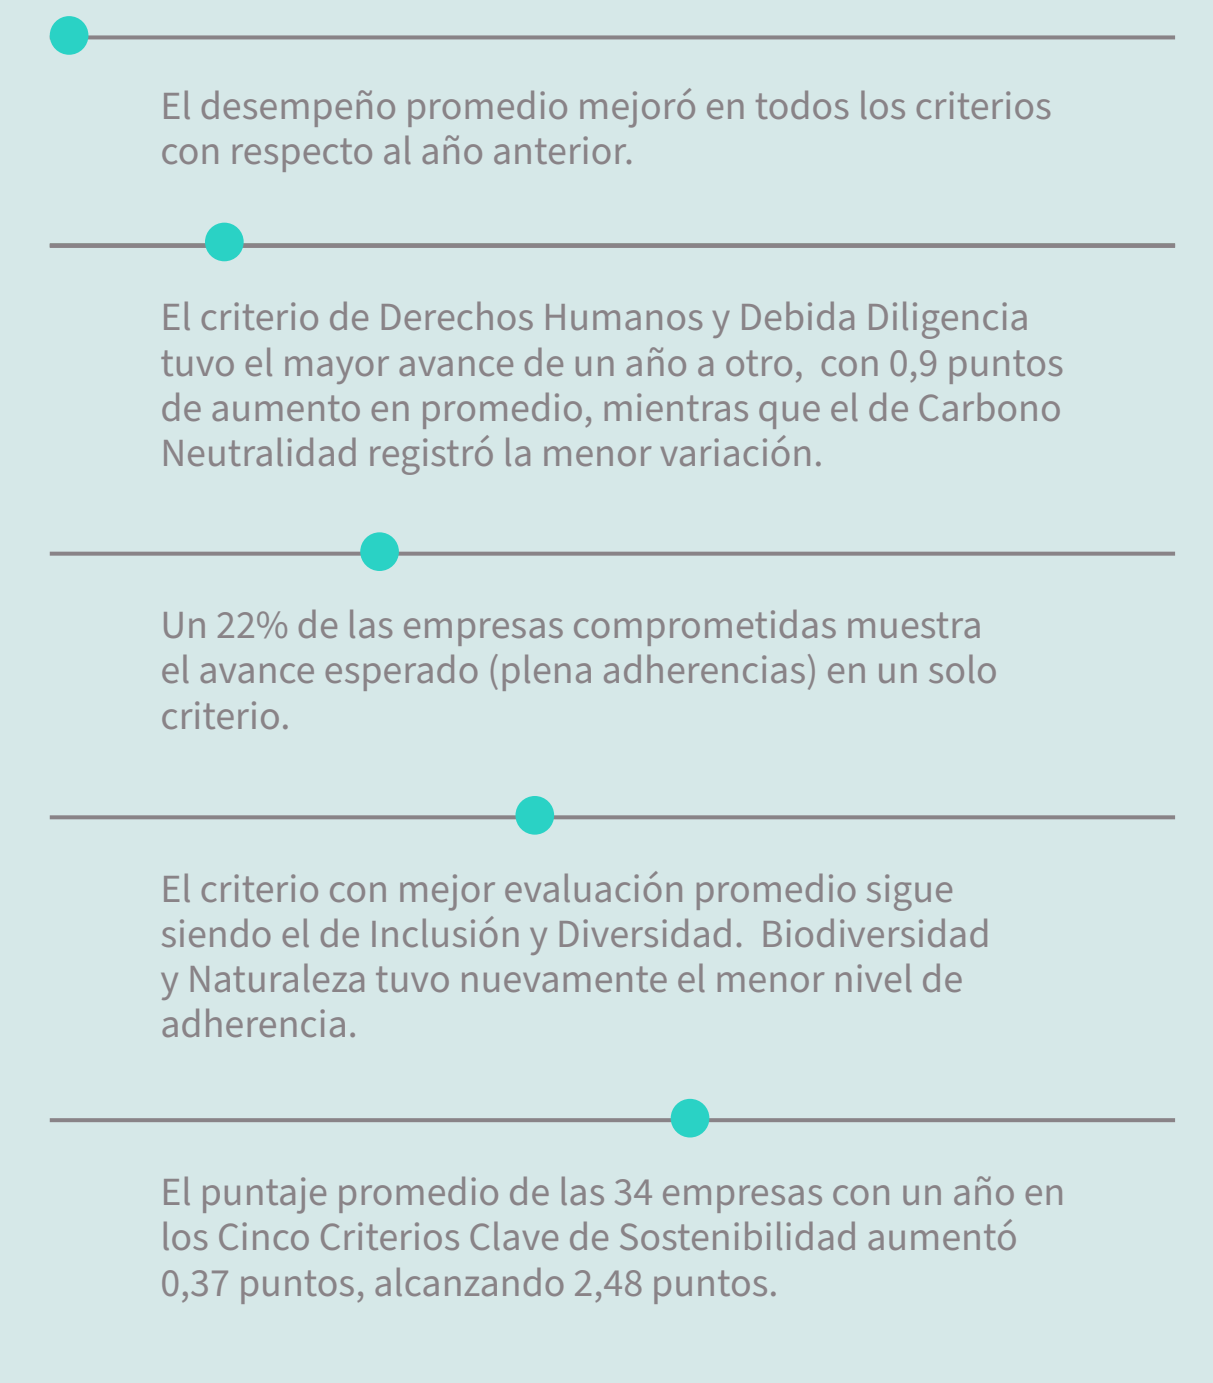 El desempeño promedio mejoró en todos los criterios
con respecto al año anterior.
El criterio de Derechos Humanos y Debida Diligencia
tuvo el mayor avance de un año a otro,  con 0,9 puntos
de aumento en promedio, mientras que el de Carbono
Neutralidad registró la menor variación.
Un 22% de las empresas comprometidas muestra
el avance esperado (plena adherencias) en un solo
criterio.
El criterio con mejor evaluación promedio sigue
siendo el de Inclusión y Diversidad.  Biodiversidad
y Naturaleza tuvo nuevamente el menor nivel de
adherencia.
El puntaje promedio de las 34 empresas con un año en
los Cinco Criterios Clave de Sostenibilidad aumentó
0,37 puntos, alcanzando 2,48 puntos.